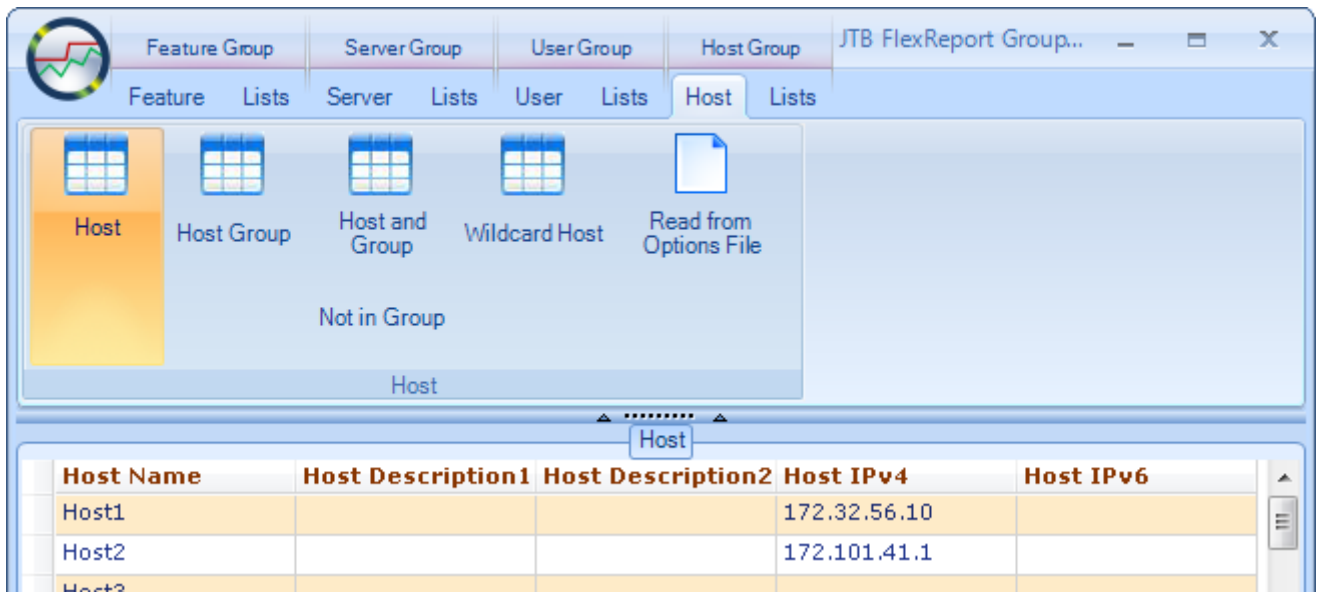 Feature Group Server Group User Group Host Group JTB FlexReport Group...
Feature Lists Server Lists User Lists Host Lists
Host
Host Group
Host and
Group
Wildcard Host
Read from
Options File
Not in Group
Host
Host
Host Name Host Description1 Host Description2 Host IPv4 Host IPv6
Host1 172.32.56.10
Host2 172.101.41.1
Host3